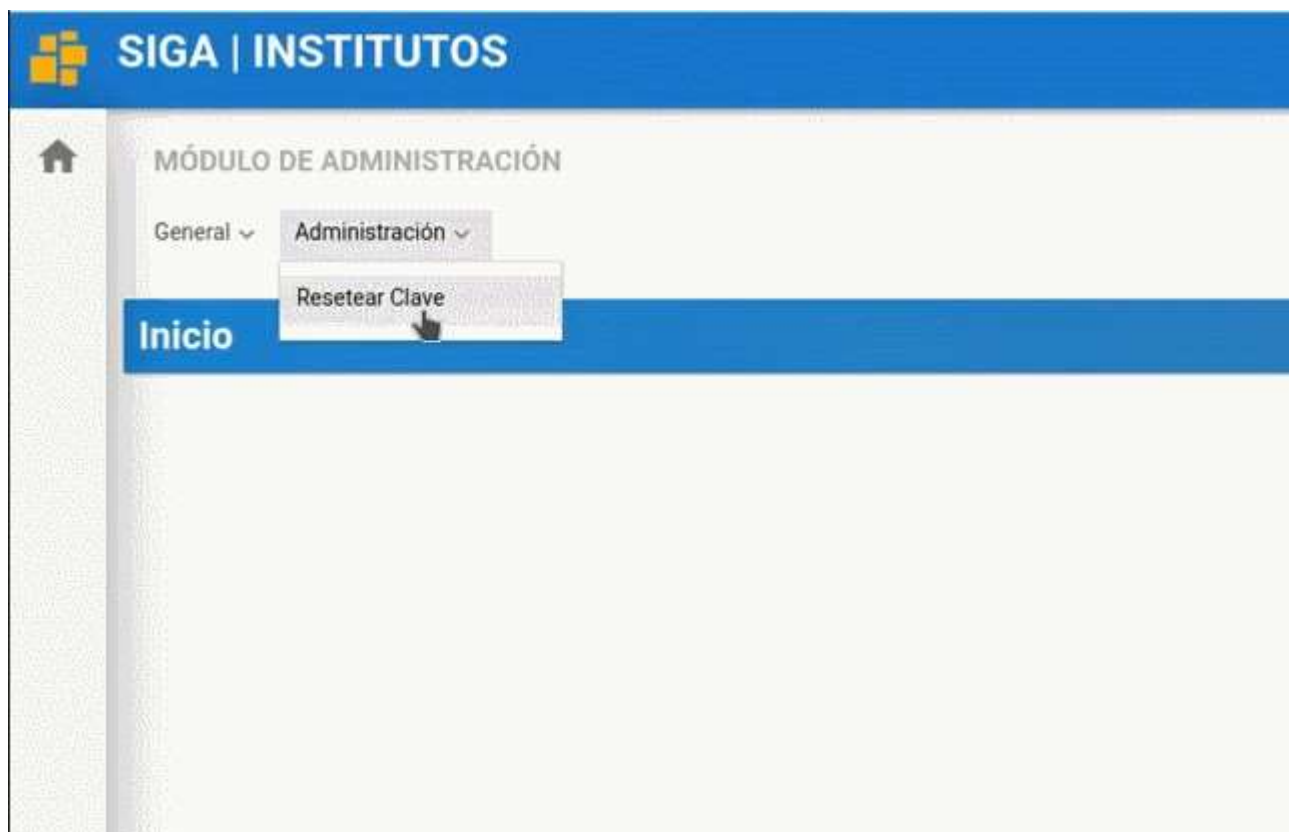 SIGA | INSTITUTOS
MÓDULO DE ADMINISTRACIÓN
General Administración
Resetear Clave
Inicio